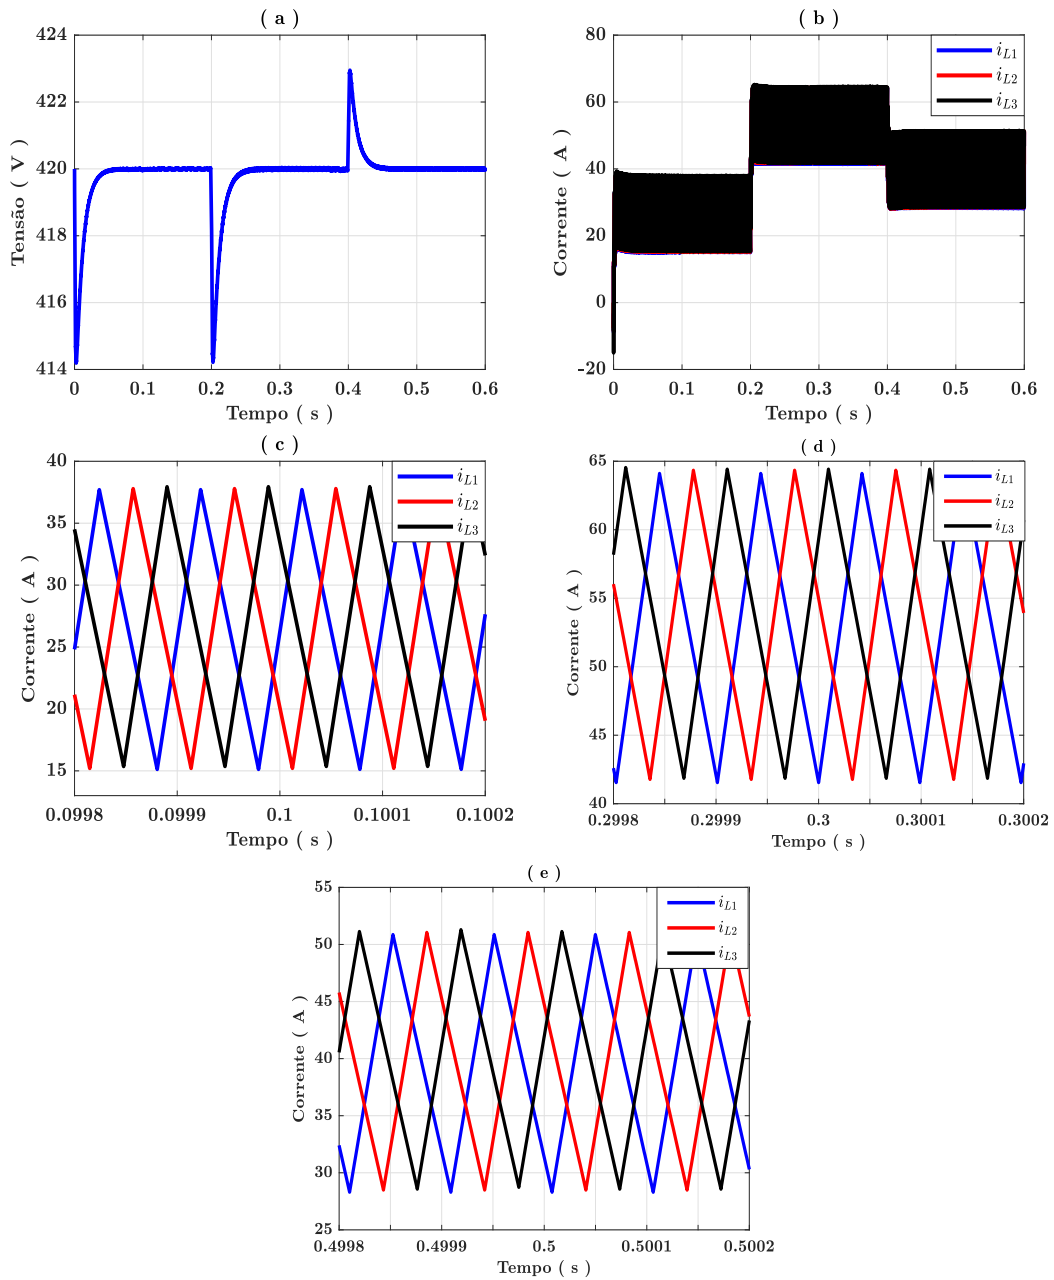 ( a )
424
422
420
418
416
414
Tensão ( V )
0 0.1 0.2 0.3 0.4 0.5 0.6
Tempo ( s )
( b )
80
60
40
20
0
-20
Corrente ( A )
0 0.1 0.2 0.3 0.4 0.5 0.6
Tempo ( s )
iL1
iL2
iL3
( c )
40
35
30
25
20
15
Corrente ( A )
0.0998 0.0999 0.1 0.1001 0.1002
Tempo ( s )
iL1
iL2
iL3
( d )
65
60
55
50
45
40
Corrente ( A )
0.2998 0.2999 0.3 0.3001 0.3002
Tempo ( s )
iL1
iL2
iL3
( e )
55
50
45
40
35
30
25
Corrente ( A )
0.4998 0.4999 0.5 0.5001 0.5002
Tempo ( s )
iL1
iL2
iL3